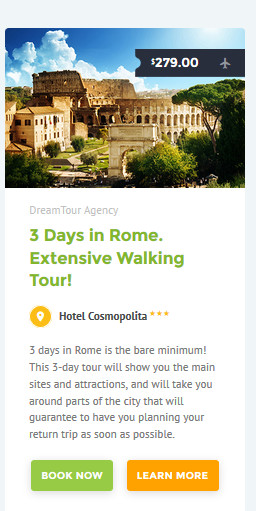 $279.00
DreamTour Agency
3 Days in Rome.
Extensive Walking
Tour!
Hotel Cosmopolita
3 days in Rome is the bare minimum!
This 3-day tour will show you the main
sites and attractions, and will take you
around parts of the city that will
guarantee to have you planning your
return trip as soon as possible.
BOOK NOW LEARN MORE